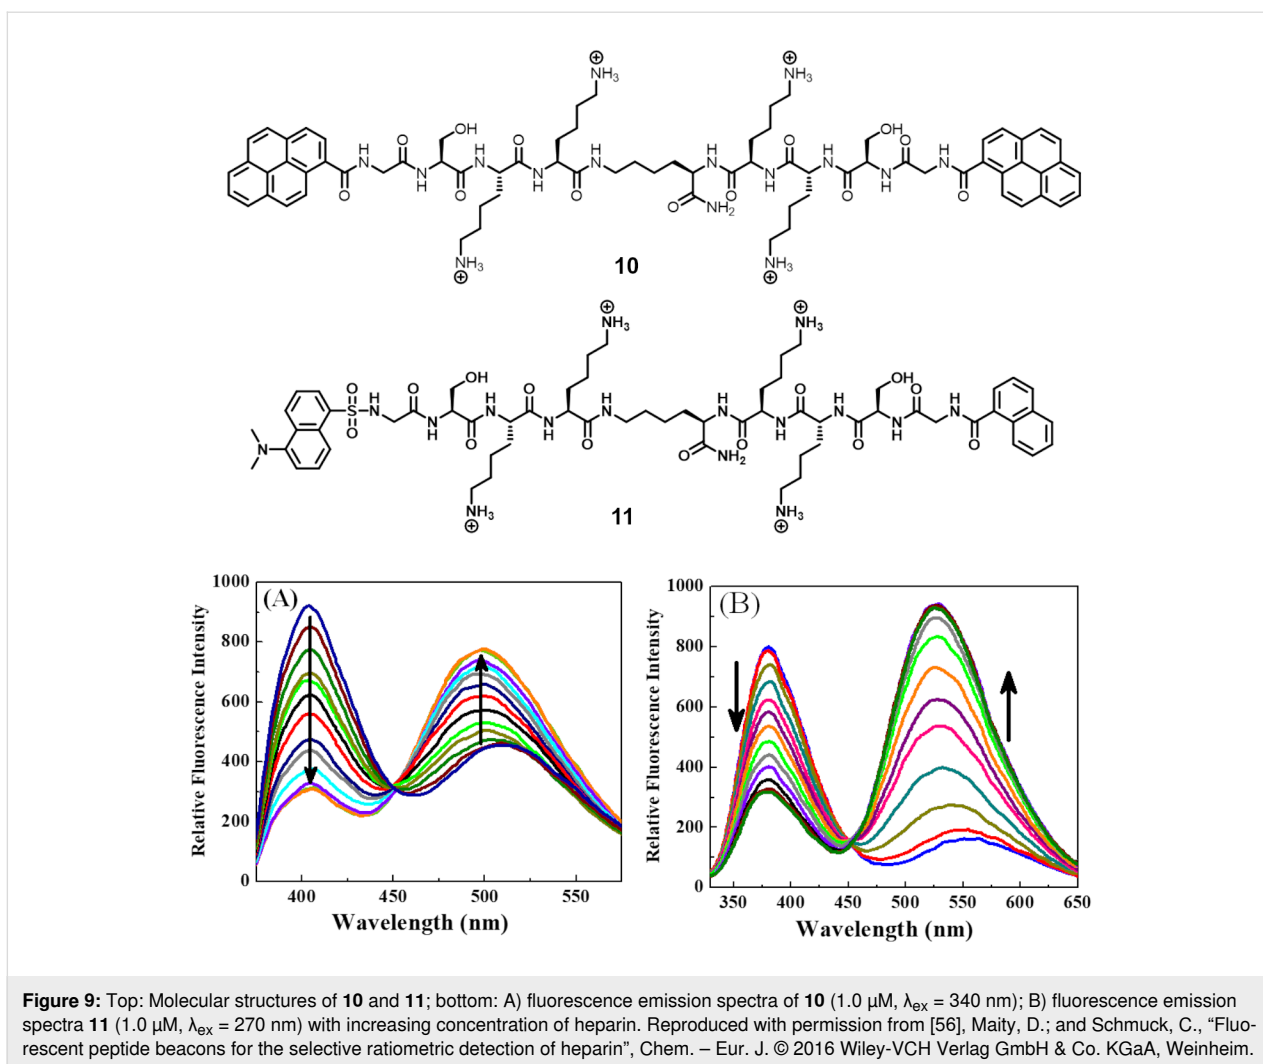 ⊕ ⊕
NH3 NH3
OH OH
O H N O H N O H N O H N O H N O H N O
O N H O N H O N H O O NH2 O N H O N H O N H O
NH3 NH3
⊕ ⊕
10
⊕ ⊕
NH3 NH3
OH OH
O S O H N O H N O H N O H N O H N O H N
N N H O N H O O NH2 N H O N H O O
NH3 NH3
⊕ ⊕
11
(A)
Relative Fluorescence Intensity
1000
800
600
400
200
0
400 450 500 550
Wavelength (nm)
(B)
Relative Fluorescence Intensity
1000
800
600
400
200
0
350 400 450 500 550 600 650
Wavelength (nm)
Figure 9: Top: Molecular structures of 10 and 11; bottom: A) fluorescence emission spectra of 10 (1.0 µM, λex = 340 nm); B) fluorescence emission
spectra 11 (1.0 µM, λex = 270 nm) with increasing concentration of heparin. Reproduced with permission from [56], Maity, D.; and Schmuck, C., “Fluo-
rescent peptide beacons for the selective ratiometric detection of heparin”, Chem. – Eur. J. © 2016 Wiley-VCH Verlag GmbH & Co. KGaA, Weinheim.